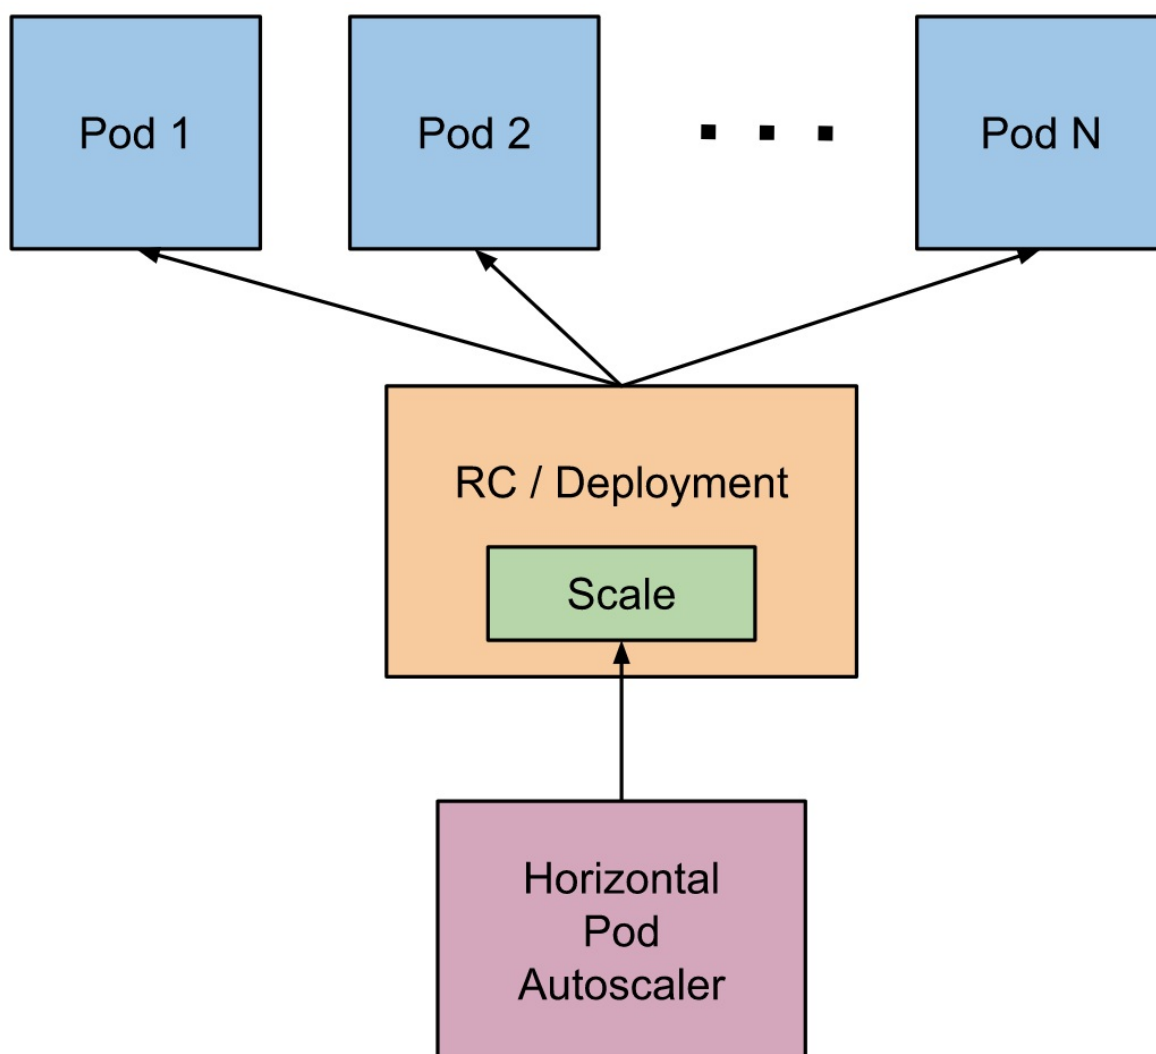 Pod 1
Pod 2
Pod N
RC / Deployment
Scale
Horizontal
Pod
Autoscaler